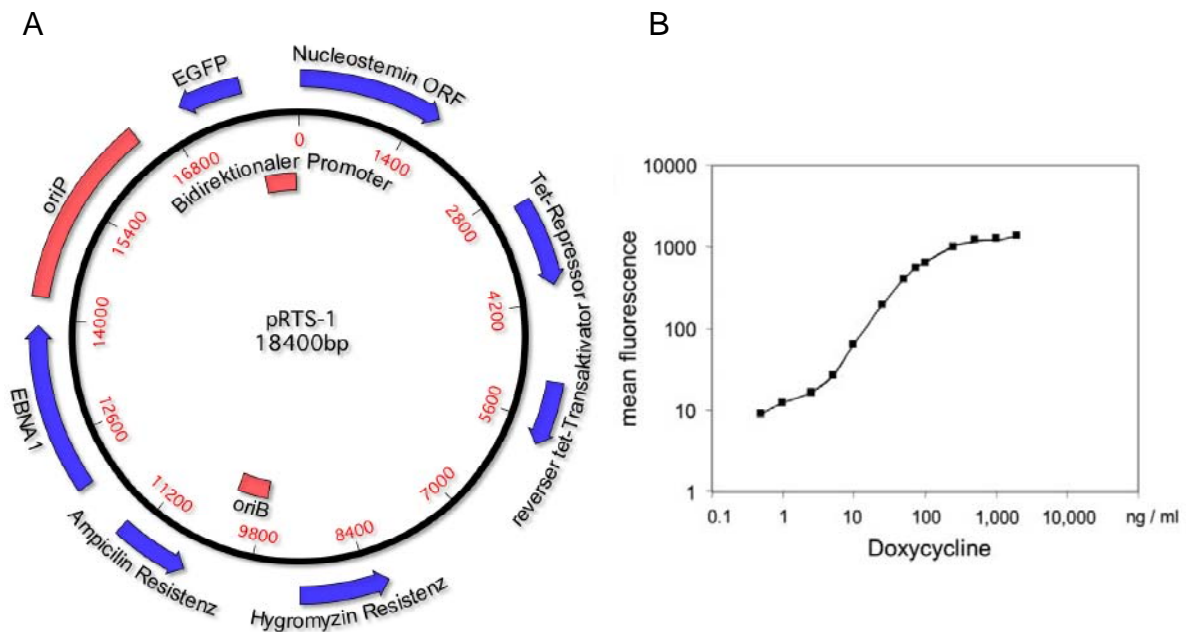 A
Nucleostemin ORF
EGFP
oriP
Bidirektionaler Promoter
0
1400
2800
4200
5600
7000
8400
9800
11200
12600
14000
15400
16800
Tet-Repressor
reverser tet-Transaktivator
pRTS-1
18400bp
EBNA1
oriB
Ampicilin Resistenz
Hygromyzin Resistenz
B
10000
1000
100
10
1
mean fluorescence
0.1 1 10 100 1,000 10,000 ng / ml
Doxycycline